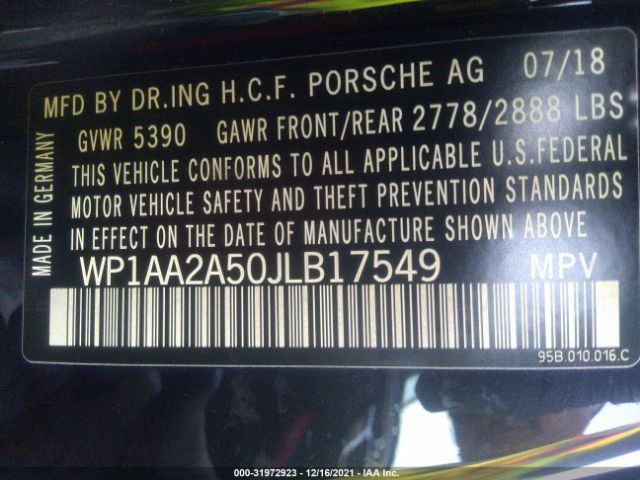 MFD BY DR.ING H.C.F. PORSCHE AG 07/18
GVWR 5390 GAWR FRONT/REAR 2778/2888 LBS
THIS VEHICLE CONFORMS TO ALL APPLICABLE U.S.FEDERAL
MOTOR VEHICLE SAFETY AND THEFT PREVENTION STANDARDS
IN EFFECT ON THE DATE OF MANUFACTURE SHOWN ABOVE
WP1AA2A50JLB17549 MPV
95B.010.016.C
MADE IN GERMANY
000-31972923 - 12/16/2021 - IAA Inc.